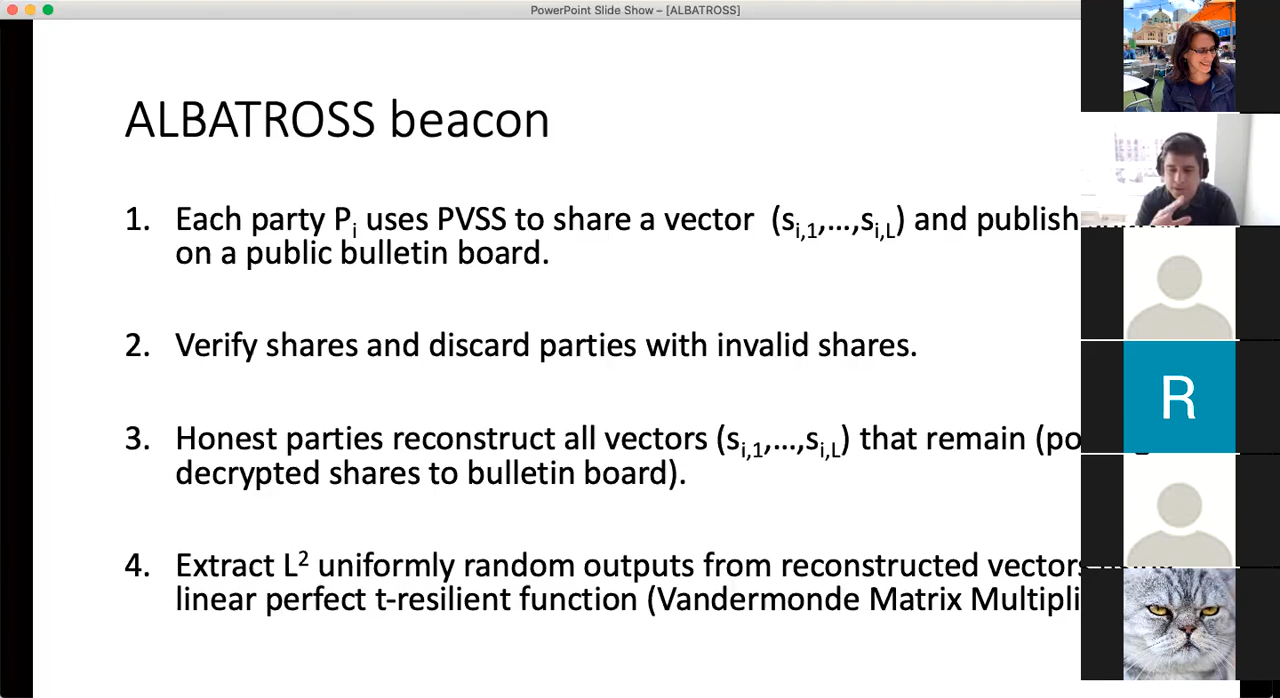 PowerPoint Slide Show – [ALBATROSS]
ALBATROSS beacon
1. Each party Pi uses PVSS to share a vector (si,1,…,si,L) and publish
on a public bulletin board.
2. Verify shares and discard parties with invalid shares.
3. Honest parties reconstruct all vectors (si,1,…,si,L) that remain (po
decrypted shares to bulletin board).
4. Extract L2 uniformly random outputs from reconstructed vectors
linear perfect t-resilient function (Vandermonde Matrix Multipli
R